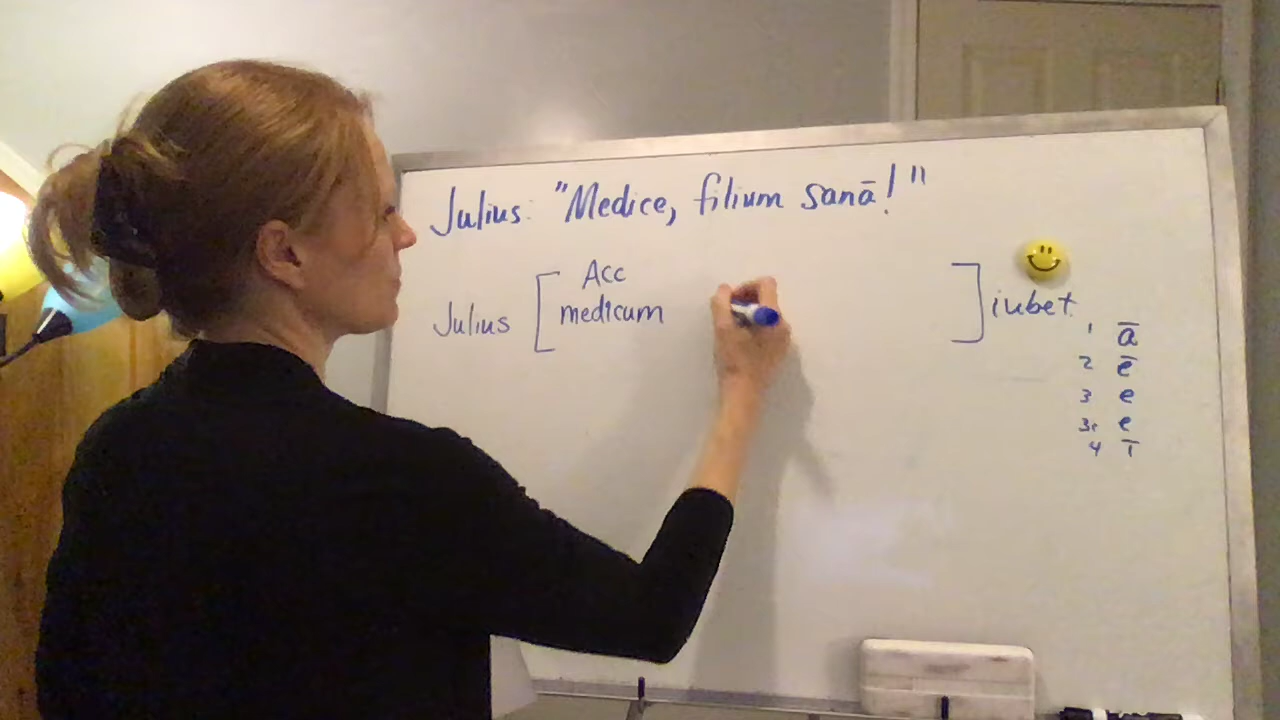 Julius: "Medice, filium sanā!"
Acc
Julius [ medicum ] iubet.
1 ā
2 ē
3 e
3i e
4 ī